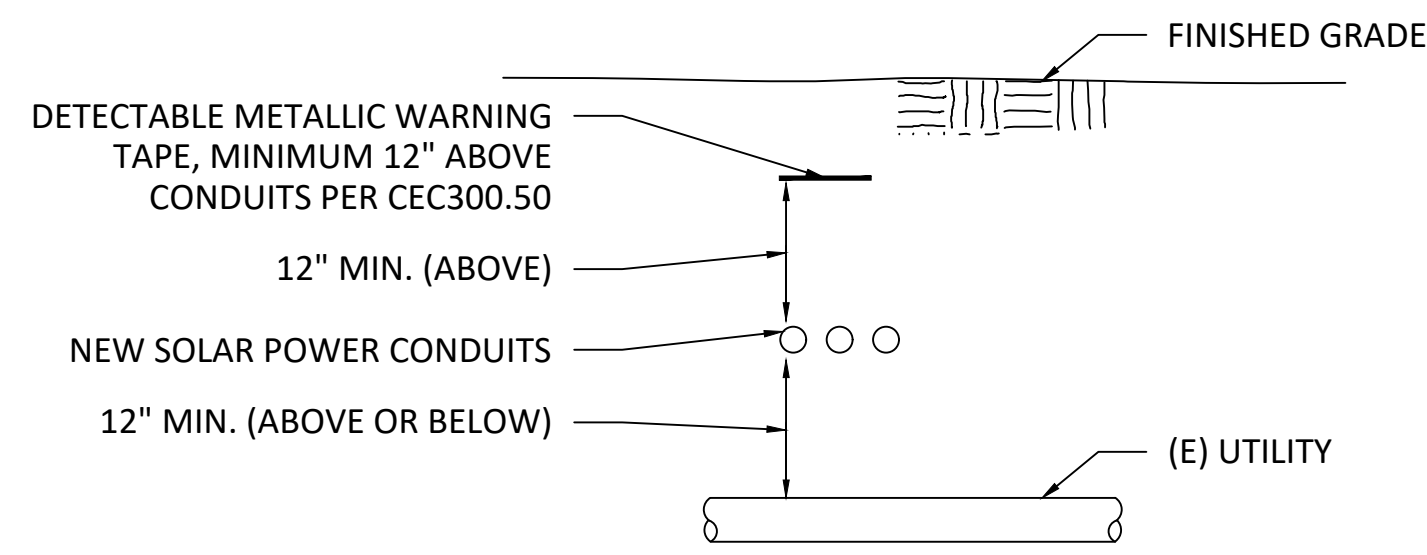 FINISHED GRADE
DETECTABLE METALLIC WARNING
TAPE, MINIMUM 12" ABOVE
CONDUITS PER CEC300.50
12" MIN. (ABOVE)
NEW SOLAR POWER CONDUITS
12" MIN. (ABOVE OR BELOW)
(E) UTILITY